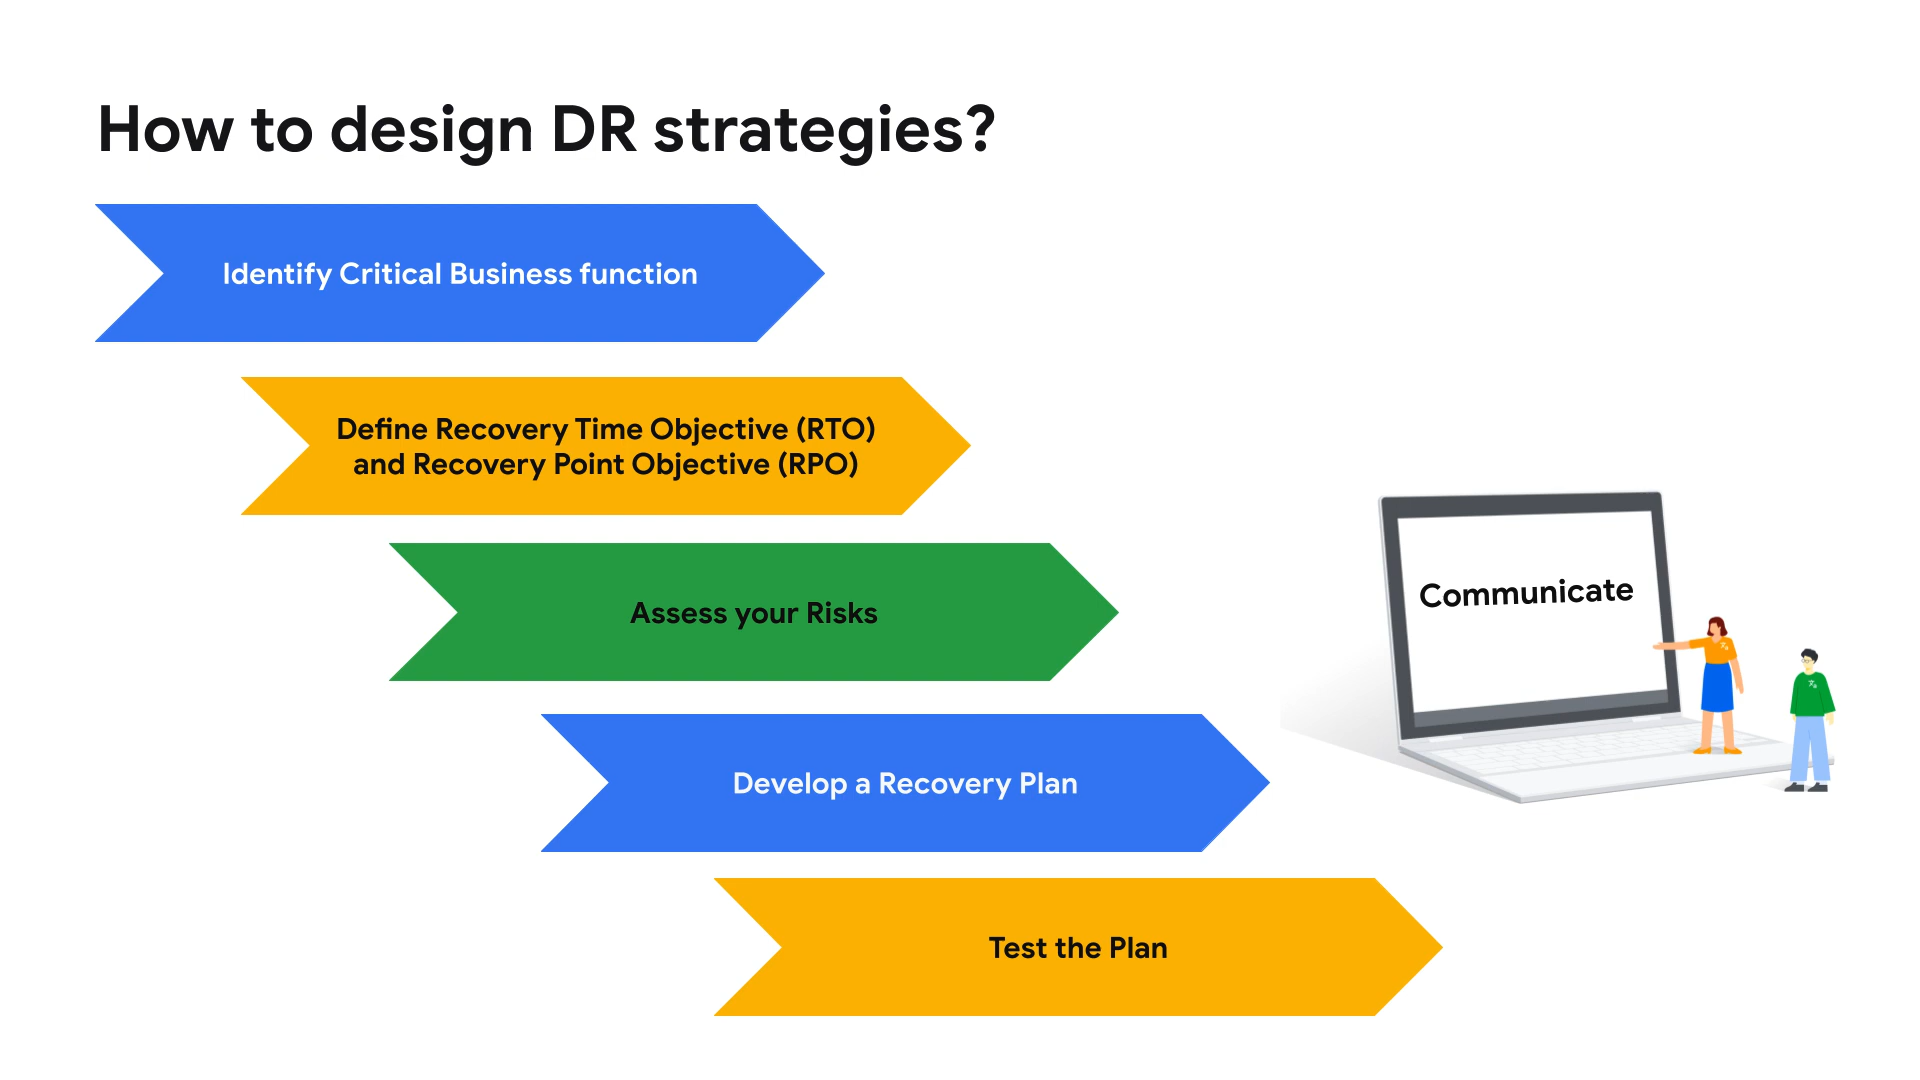 How to design DR strategies?
Identify Critical Business function
Define Recovery Time Objective (RTO)
and Recovery Point Objective (RPO)
Assess your Risks
Communicate
Develop a Recovery Plan
Test the Plan